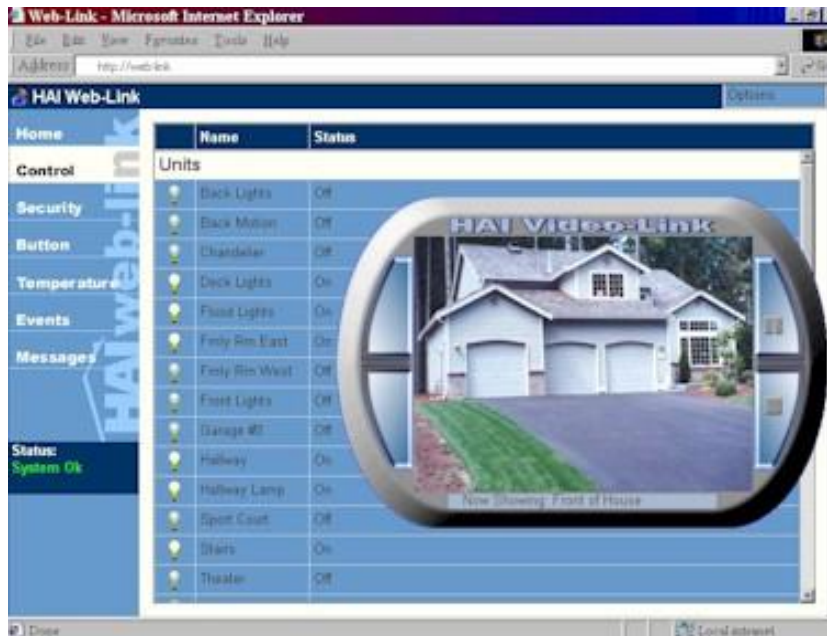 Web-Link - Microsoft Internet Explorer
File Edit View Favorites Tools Help
Address http://web-link
HAI Web-Link Options
Home
Control
Security
Button
Temperature
Events
Messages
HAI web-link
Status:
System Ok
Name Status
Units
Back Lights Off
Back Motion Off
Chandelier Off
Deck Lights On
Flood Lights On
Fmly Rm East On
Fmly Rm West Off
Front Lights Off
Garage #2 Off
Hallway On
Hallway Lamp On
Sport Court Off
Stairs On
Theater Off
HAI Video-Link
Now Showing: Front of House
Done Local intranet